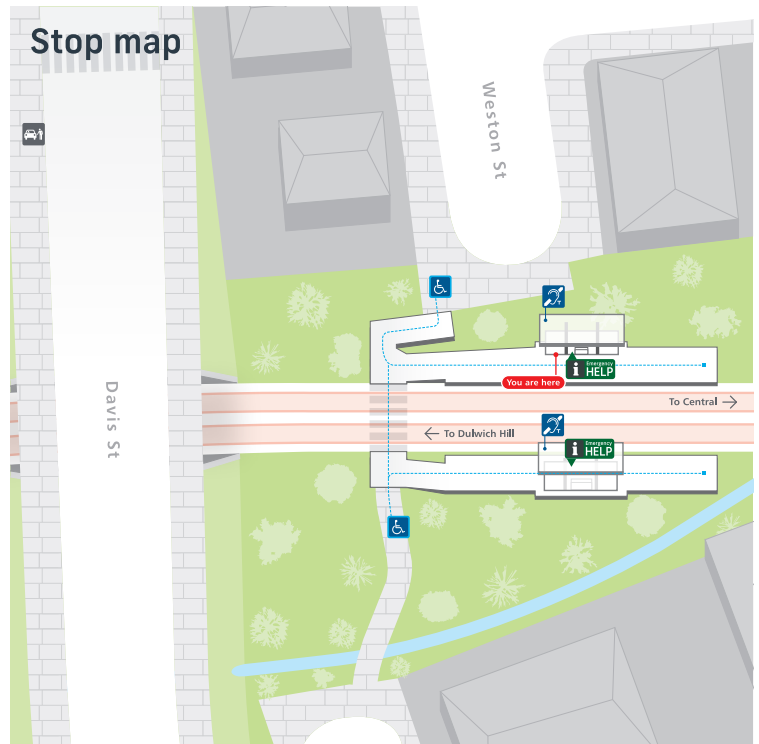 Stop map
Weston St
T
Emergency
i HELP
You are here
To Central
Davis St
T
To Dulwich Hill
Emergency
i HELP